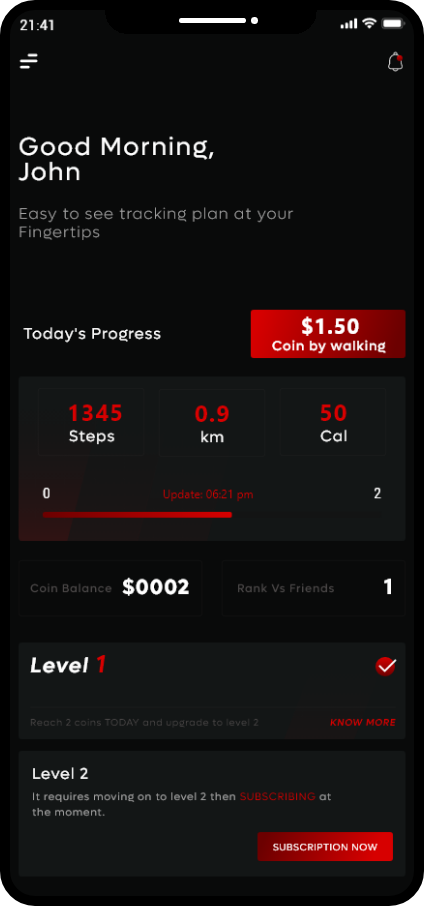 21:41
Good Morning,
John
Easy to see tracking plan at your
Fingertips
Today's Progress
$1.50
Coin by walking
1345
Steps
0.9
km
50
Cal
0
Update: 06:21 pm
2
Coin Balance $0002
Rank Vs Friends 1
Level 1
Reach 2 coins TODAY and upgrade to level 2
KNOW MORE
Level 2
It requires moving on to level 2 then SUBSCRISING at
the moment.
SUBSCRIPTION NOW